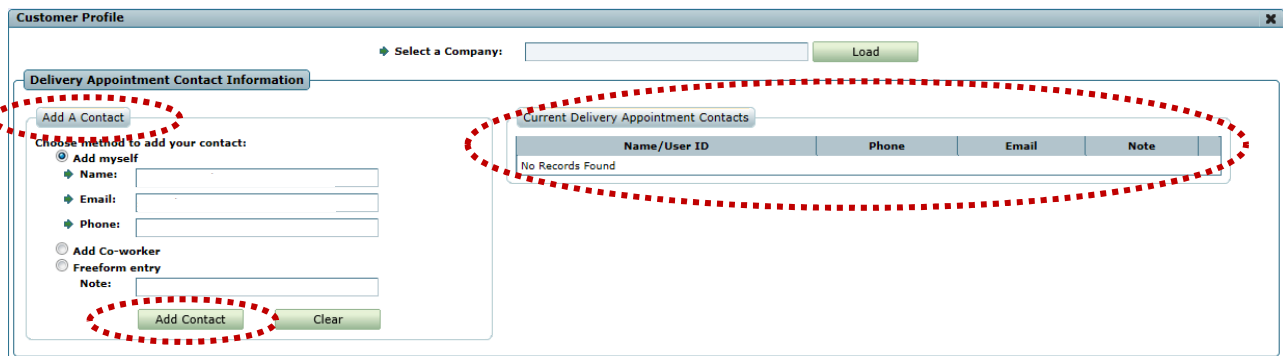 Customer Profile
Select a Company:
Load
Delivery Appointment Contact Information
Add A Contact
Choose method to add your contact:
Add myself
Name:
Email:
Phone:
Add Co-worker
Freeform entry
Note:
Add Contact Clear
Current Delivery Appointment Contacts
Name/User ID Phone Email Note
No Records Found